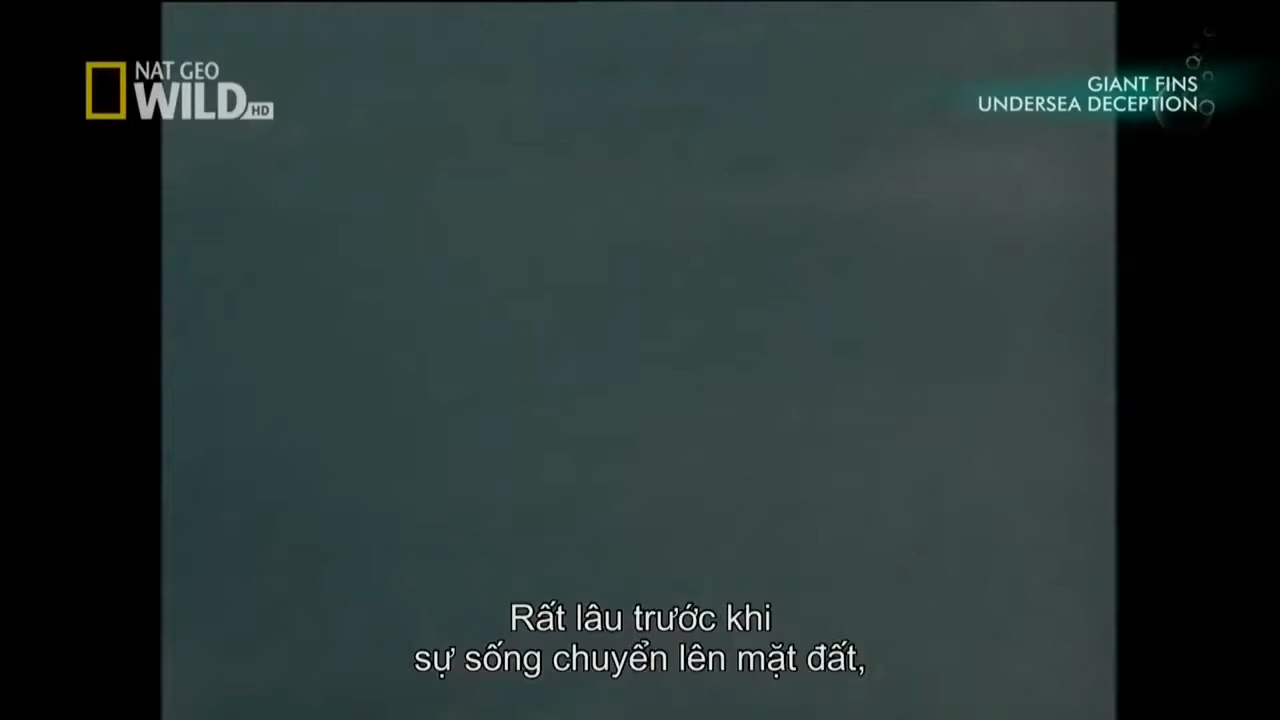 NAT GEO
WILD HD
GIANT FINS
UNDERSEA DECEPTION
Rất lâu trước khi
sự sống chuyển lên mặt đất,